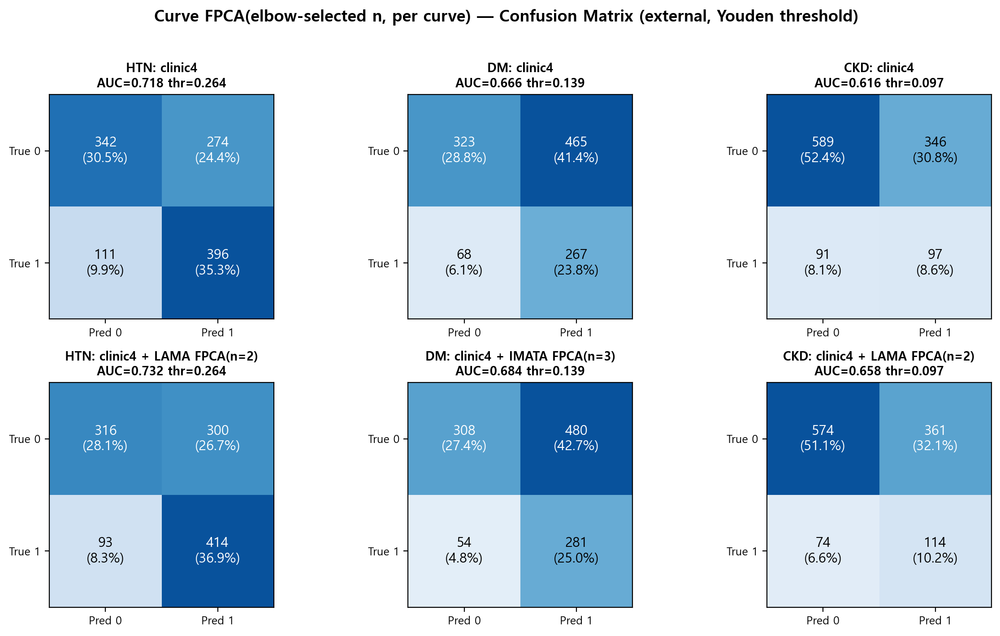 Curve FPCA(elbow-selected n, per curve) — Confusion Matrix (external, Youden threshold)
HTN: clinic4
AUC=0.718 thr=0.264
342
(30.5%)
274
(24.4%)
111
(9.9%)
396
(35.3%)
True 0
True 1
Pred 0
Pred 1
DM: clinic4
AUC=0.666 thr=0.139
323
(28.8%)
465
(41.4%)
68
(6.1%)
267
(23.8%)
True 0
True 1
Pred 0
Pred 1
CKD: clinic4
AUC=0.616 thr=0.097
589
(52.4%)
346
(30.8%)
91
(8.1%)
97
(8.6%)
True 0
True 1
Pred 0
Pred 1
HTN: clinic4 + LAMA FPCA(n=2)
AUC=0.732 thr=0.264
316
(28.1%)
300
(26.7%)
93
(8.3%)
414
(36.9%)
True 0
True 1
Pred 0
Pred 1
DM: clinic4 + IMATA FPCA(n=3)
AUC=0.684 thr=0.139
308
(27.4%)
480
(42.7%)
54
(4.8%)
281
(25.0%)
True 0
True 1
Pred 0
Pred 1
CKD: clinic4 + LAMA FPCA(n=2)
AUC=0.658 thr=0.097
574
(51.1%)
361
(32.1%)
74
(6.6%)
114
(10.2%)
True 0
True 1
Pred 0
Pred 1